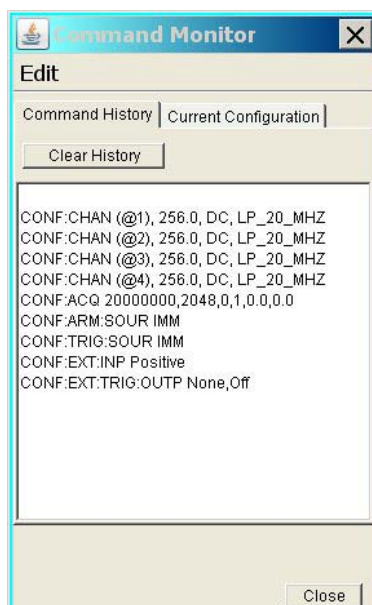 Command Monitor
Edit
Command History
Current Configuration
Clear History
CONF:CHAN (@1), 256.0, DC, LP_20_MHZ
CONF:CHAN (@2), 256.0, DC, LP_20_MHZ
CONF:CHAN (@3), 256.0, DC, LP_20_MHZ
CONF:CHAN (@4), 256.0, DC, LP_20_MHZ
CONF:ACQ 20000000,2048,0,1,0.0,0.0
CONF:ARM:SOUR IMM
CONF:TRIG:SOUR IMM
CONF:EXT:INP Positive
CONF:EXT:TRIG:OUTP None,Off
Close